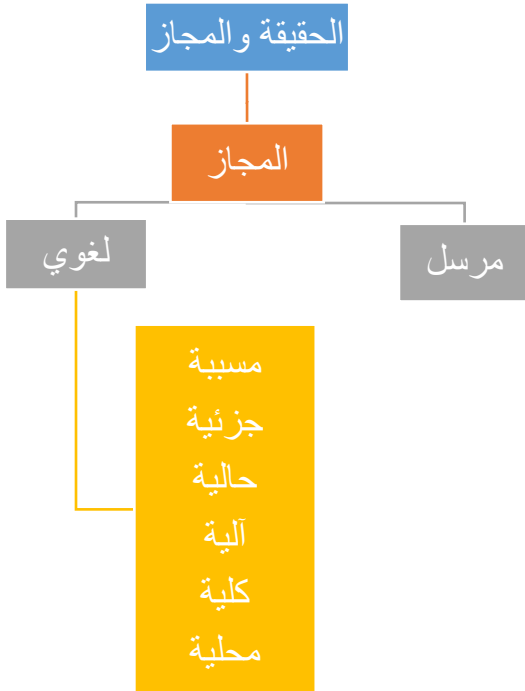 الحقيقة والمجاز
المجاز
مرسل
لغوي
مسببة
جزئية
حالية
آلية
كلية
محلية